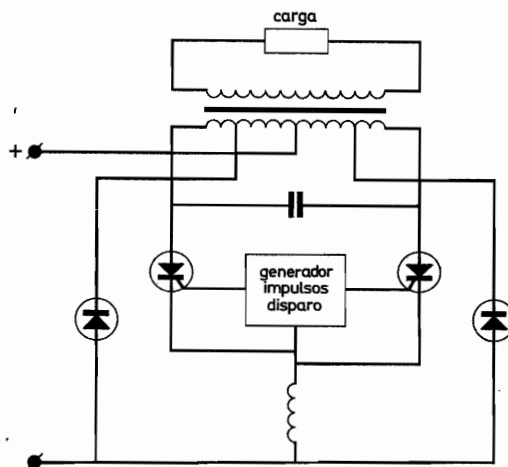 carga
+
generador
impulsos
disparo